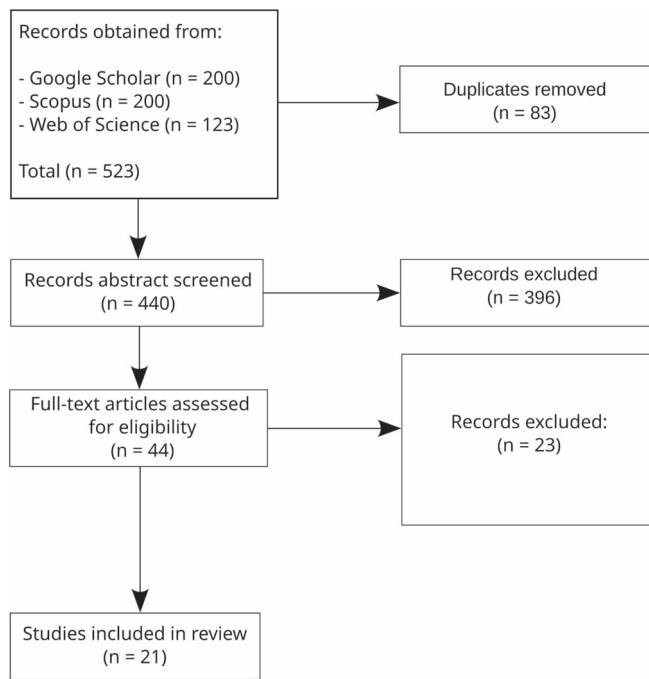 Records obtained from:
- Google Scholar (n = 200)
- Scopus (n = 200)
- Web of Science (n = 123)
Total (n = 523)
Duplicates removed
(n = 83)
Records abstract screened
(n = 440)
Records excluded
(n = 396)
Full-text articles assessed
for eligibility
(n = 44)
Records excluded:
(n = 23)
Studies included in review
(n = 21)